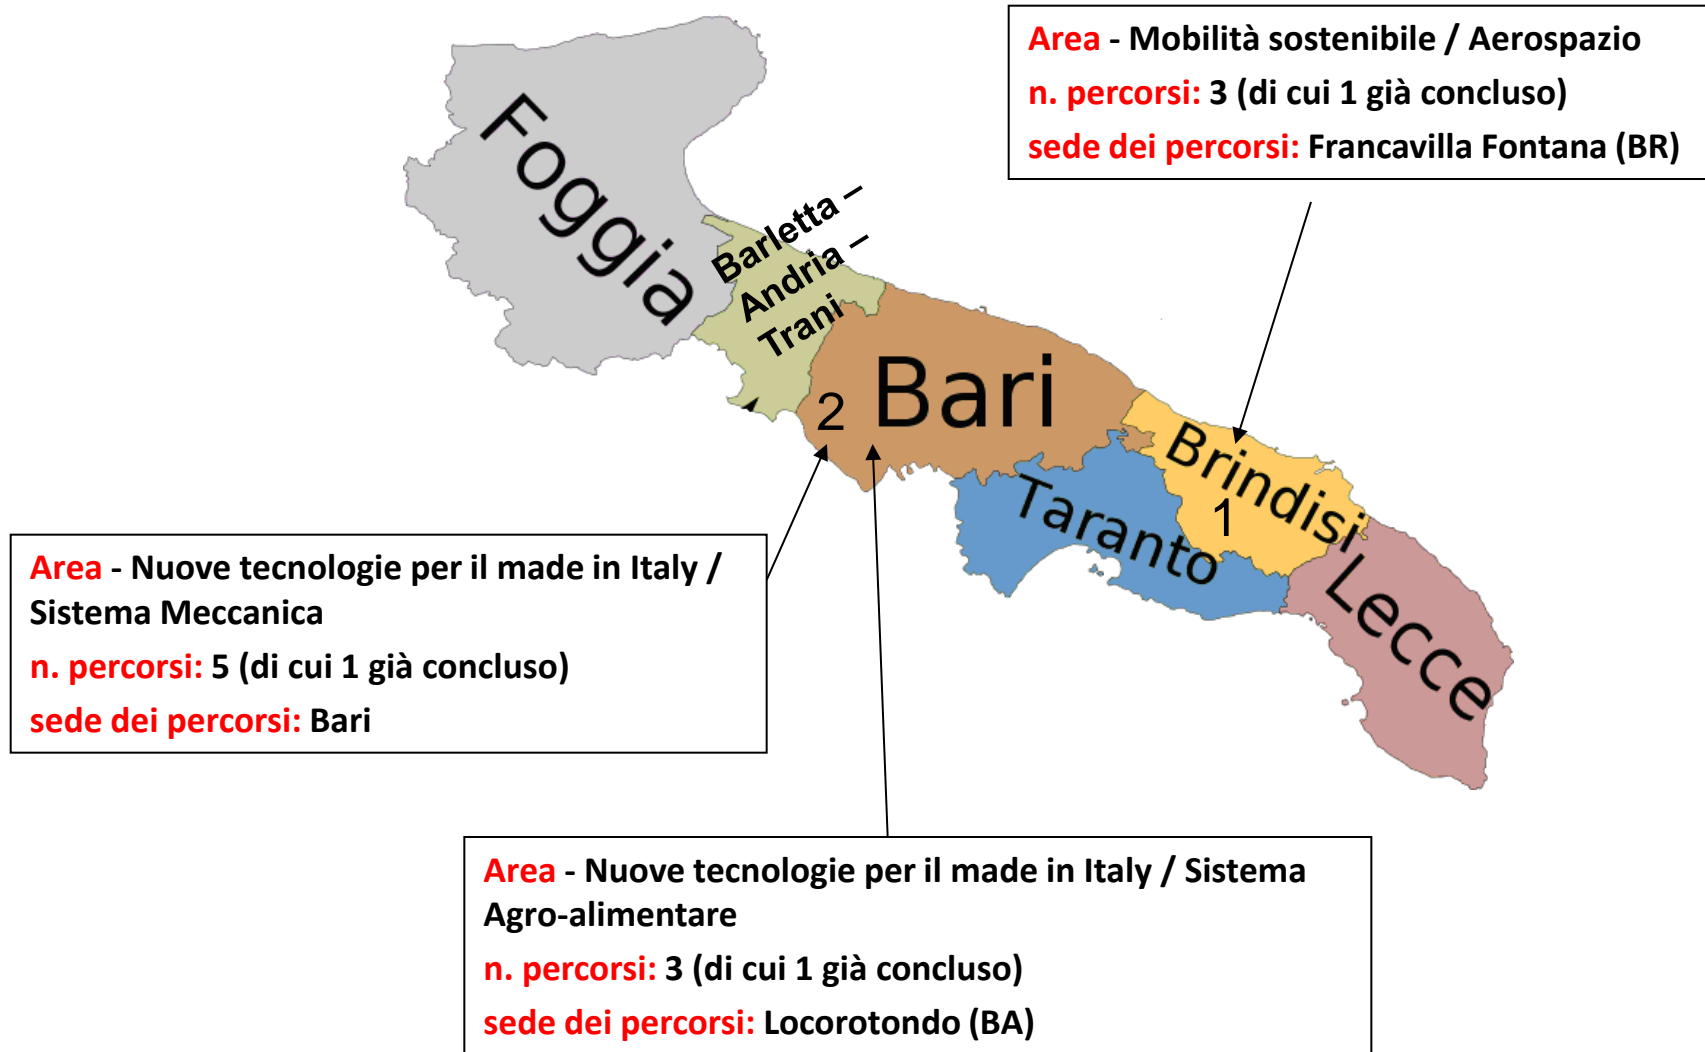 Area - Mobilità sostenibile / Aerospazio
n. percorsi: 3 (di cui 1 già concluso)
sede dei percorsi: Francavilla Fontana (BR)
Foggia
Barletta –
Andria –
Trani
2
Bari
Brindisi
1
Taranto
Lecce
Area - Nuove tecnologie per il made in Italy /
Sistema Meccanica
n. percorsi: 5 (di cui 1 già concluso)
sede dei percorsi: Bari
Area - Nuove tecnologie per il made in Italy / Sistema
Agro-alimentare
n. percorsi: 3 (di cui 1 già concluso)
sede dei percorsi: Locorotondo (BA)